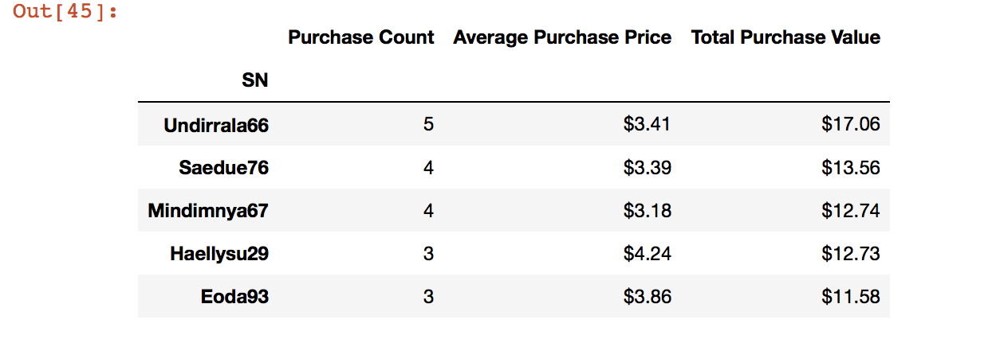 Out[45]:
Purchase Count Average Purchase Price Total Purchase Value
SN
Undirrala66 5 $3.41 $17.06
Saedue76 4 $3.39 $13.56
Mindimnya67 4 $3.18 $12.74
Haellysu29 3 $4.24 $12.73
Eoda93 3 $3.86 $11.58